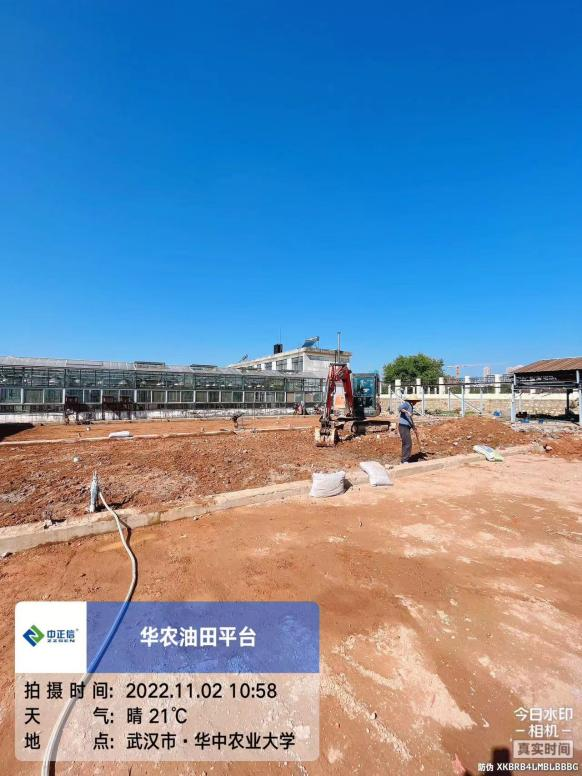 中正信
ZZGEN
华农油田平台
拍摄时间: 2022.11.02 10:58
天 气: 晴 21℃
地 点: 武汉市·华中农业大学
今日水印
相机
真实时间
防伪 XKBRB4LMBLBBBG